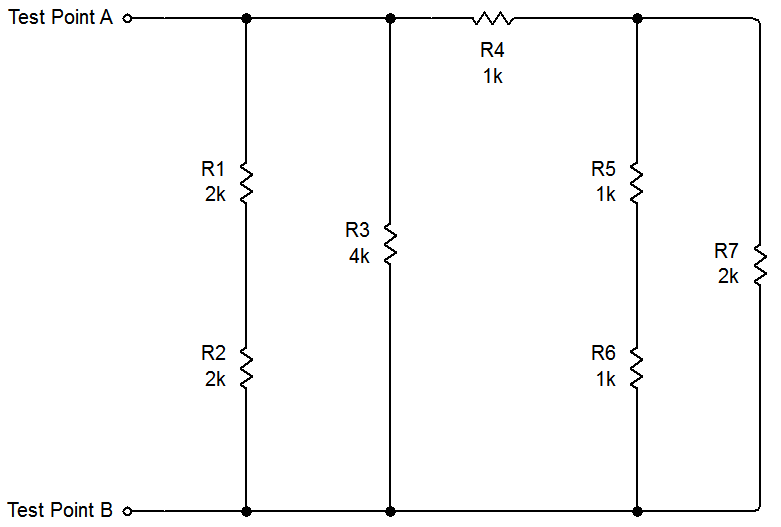 Test Point A
R4
1k
R1
2k
R5
1k
R3
4k
R7
2k
R2
2k
R6
1k
Test Point B